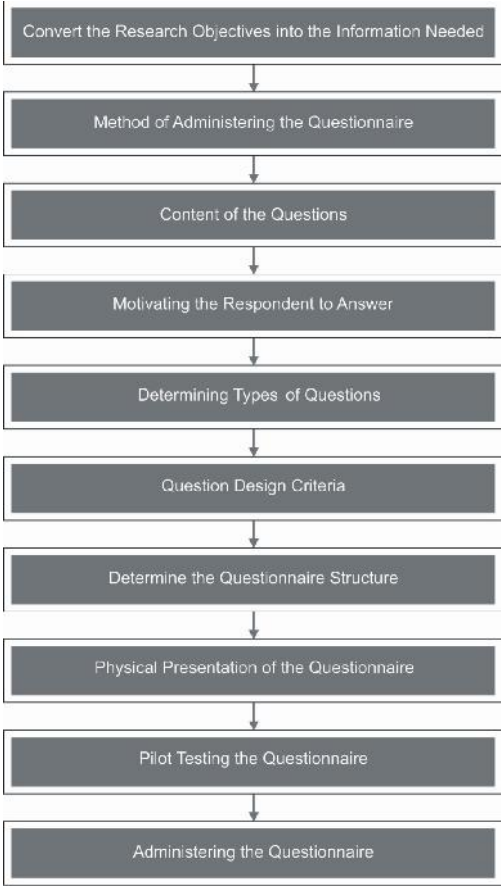 Convert the Research Objectives into the Information Needed
Method of Administering the Questionnaire
Content of the Questions
Motivating the Respondent to Answer
Determining Types of Questions
Question Design Criteria
Determine the Questionnaire Structure
Physical Presentation of the Questionnaire
Pilot Testing the Questionnaire
Administering the Questionnaire